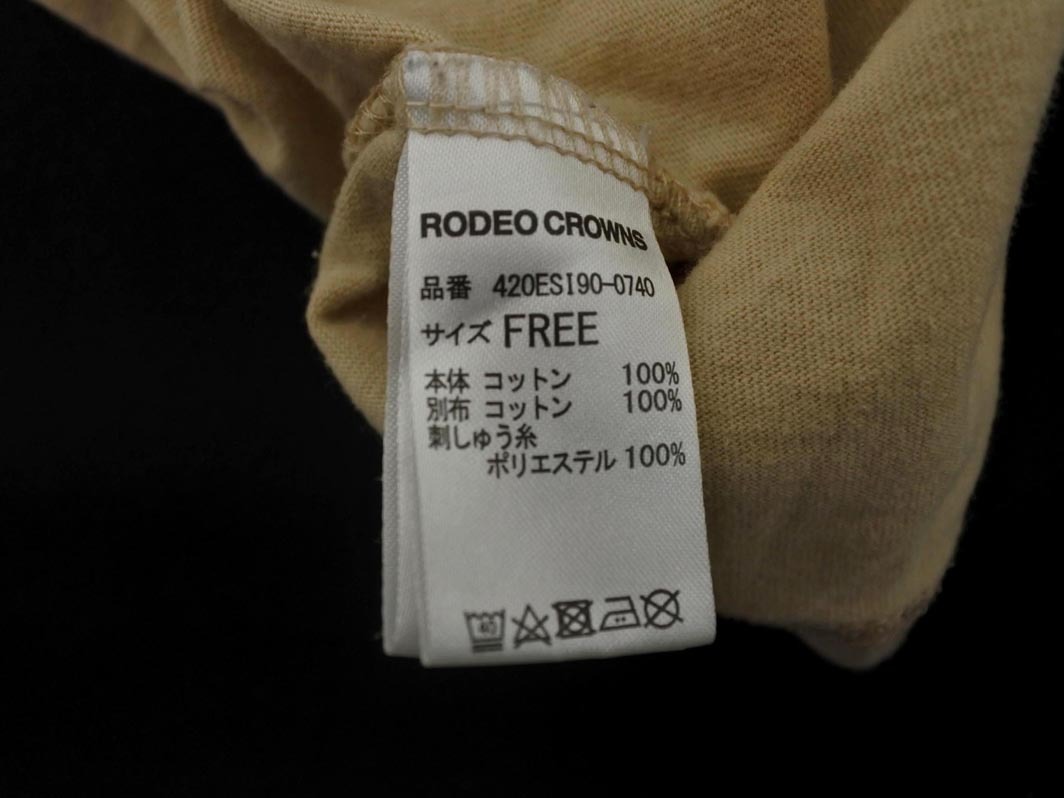 RODEO CROWNS
品番 420ESI90-0740
サイズ FREE
本体 コットン 100%
別布 コットン 100%
刺しゅう糸
ポリエステル 100%
40